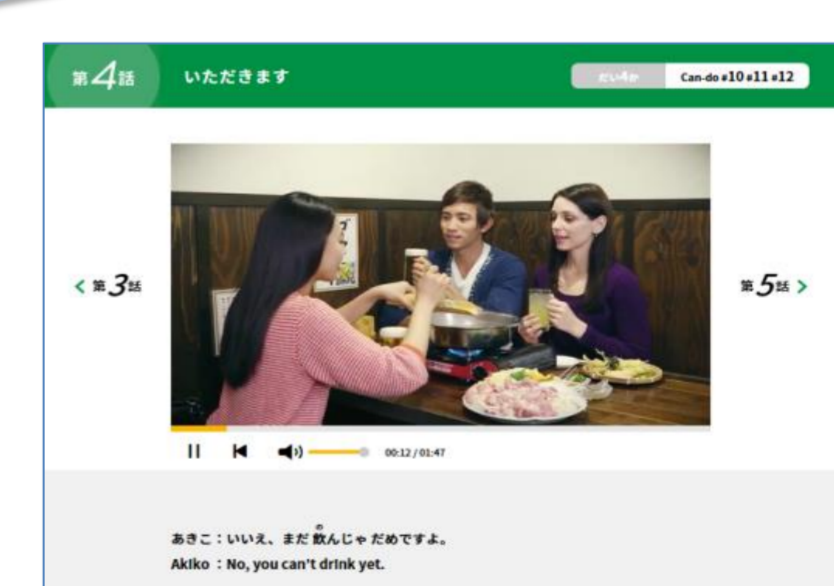 第4話
いただきます
だい4か
Can-do #10 #11 #12
< 第3話
第5話 >
00:12 / 01:47
の
あきこ：いいえ、まだ 飲んじゃ だめですよ。
Akiko : No, you can't drink yet.